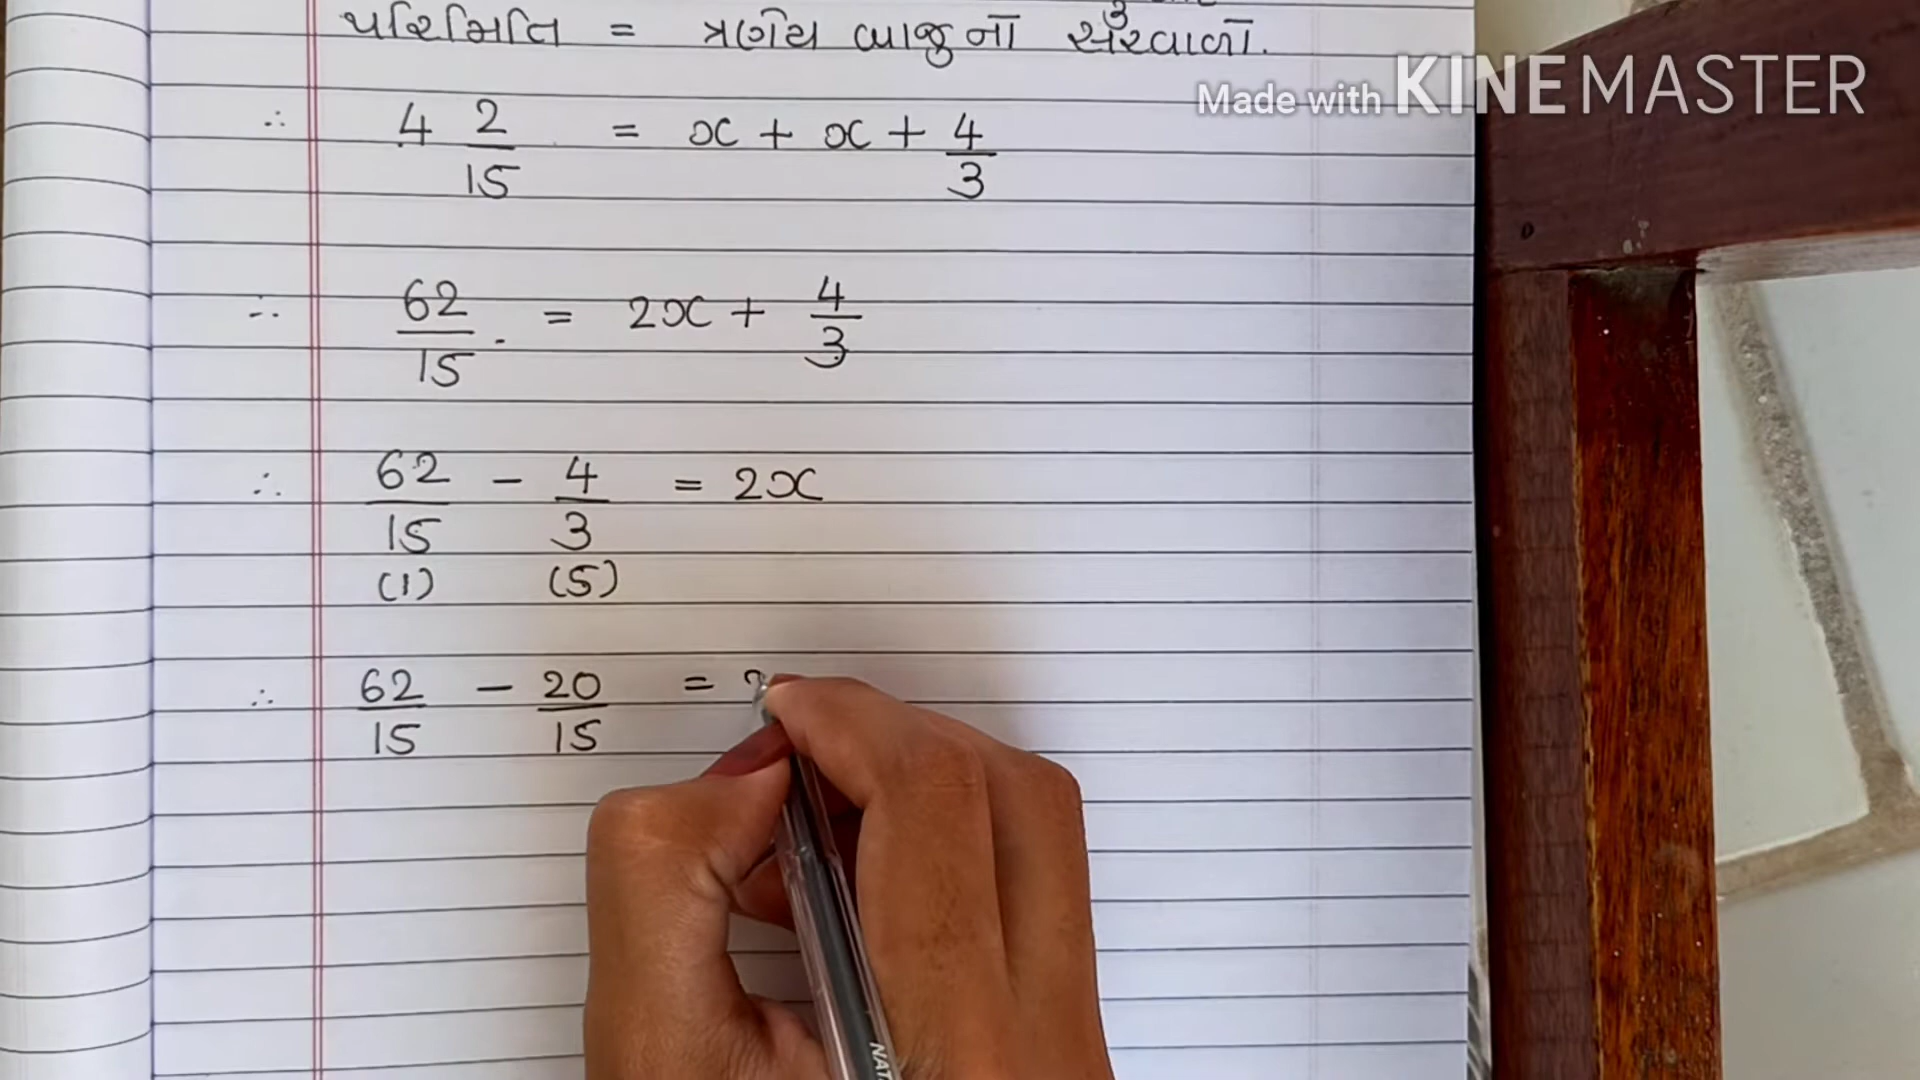 પરિમિતિ = ત્રણેય બાજુના સરવાળા.
Made with KINEMASTER
∴ 4 2/15 = x + x + 4/3
∴ 62/15 = 2x + 4/3
∴ 62/15 - 4/3 = 2x
(1) (5)
∴ 62/15 - 20/15 =